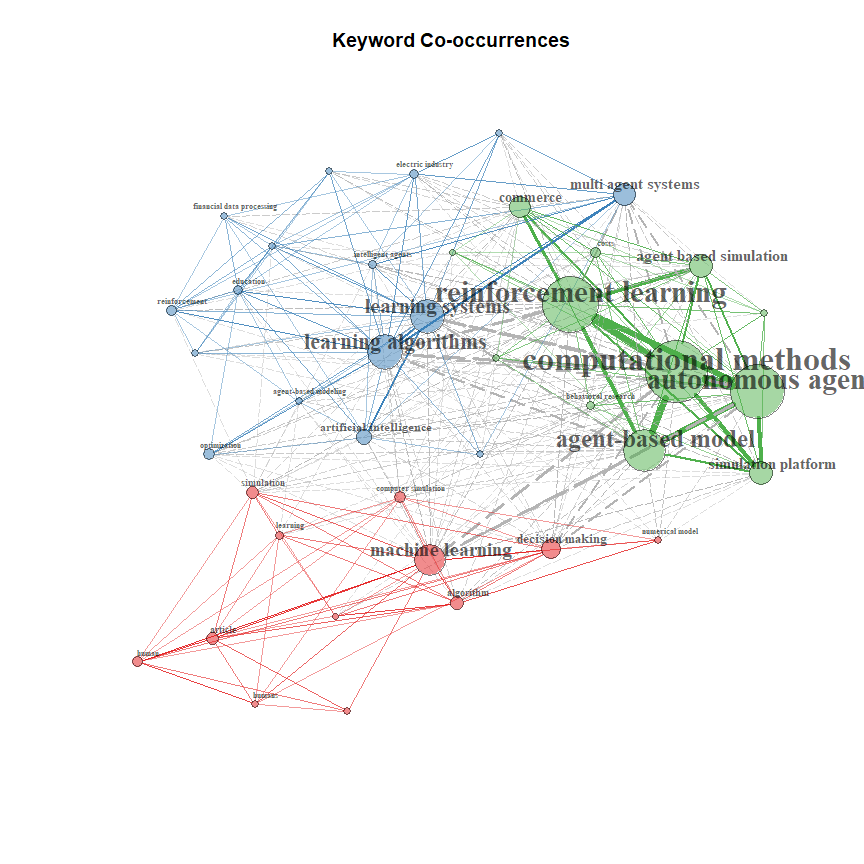 Keyword Co-occurrences
electric industry
multi agent systems
commerce
financial data processing
costs
intelligent agents
agent based simulation
education
reinforcement learning
reinforcement
learning systems
learning algorithms
computational methods
autonomous agen
agent-based modeling
behavioral research
artificial intelligence
agent-based model
optimization
simulation platform
simulation
computer simulation
learning
numerical model
decision making
machine learning
algorithm
article
human
humans